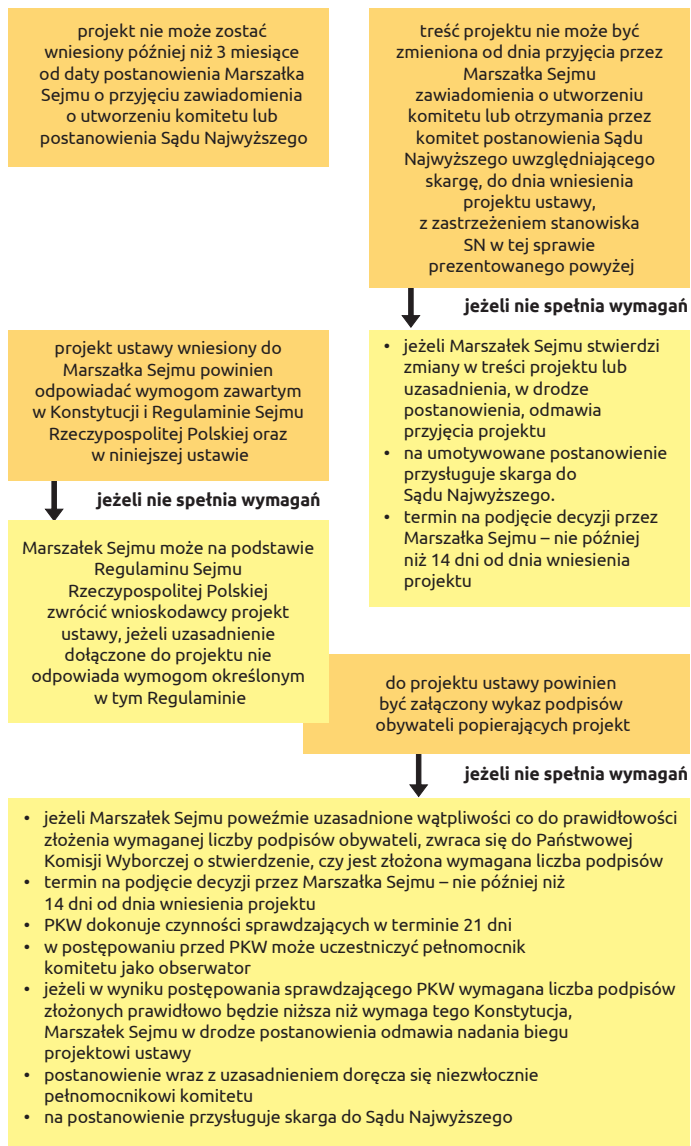 projekt nie może zostać
wniesiony później niż 3 miesiące
od daty postanowienia Marszałka
Sejmu o przyjęciu zawiadomienia
o utworzeniu komitetu lub
postanowienia Sądu Najwyższego
treść projektu nie może być
zmieniona od dnia przyjęcia przez
Marszałka Sejmu
zawiadomienia o utworzeniu
komitetu lub otrzymania przez
komitet postanowienia Sądu
Najwyższego uwzględniającego
skargę, do dnia wniesienia
projektu ustawy,
z zastrzeżeniem stanowiska
SN w tej sprawie
prezentowanego powyżej
jeżeli nie spełnia wymagań
• jeżeli Marszałek Sejmu stwierdzi
zmiany w treści projektu lub
uzasadnienia, w drodze
postanowienia, odmawia
przyjęcia projektu
• na umotywowane postanowienie
przysługuje skarga do
Sądu Najwyższego.
• termin na podjęcie decyzji przez
Marszałka Sejmu – nie później
niż 14 dni od dnia wniesienia
projektu
projekt ustawy wniesiony do
Marszałka Sejmu powinien
odpowiadać wymogom zawartym
w Konstytucji i Regulaminie Sejmu
Rzeczypospolitej Polskiej oraz
w niniejszej ustawie
jeżeli nie spełnia wymagań
Marszałek Sejmu może na podstawie
Regulaminu Sejmu
Rzeczypospolitej Polskiej
zwrócić wnioskodawcy projekt
ustawy, jeżeli uzasadnienie
dołączone do projektu nie
odpowiada wymogom określonym
w tym Regulaminie
do projektu ustawy powinien
być załączony wykaz podpisów
obywateli popierających projekt
jeżeli nie spełnia wymagań
• jeżeli Marszałek Sejmu poweźmie uzasadnione wątpliwości co do prawidłowości
złożenia wymaganej liczby podpisów obywateli, zwraca się do Państwowej
Komisji Wyborczej o stwierdzenie, czy jest złożona wymagana liczba podpisów
• termin na podjęcie decyzji przez Marszałka Sejmu – nie później niż
14 dni od dnia wniesienia projektu
• PKW dokonuje czynności sprawdzających w terminie 21 dni
• w postępowaniu przed PKW może uczestniczyć pełnomocnik
komitetu jako obserwator
• jeżeli w wyniku postępowania sprawdzającego PKW wymagana liczba podpisów
złożonych prawidłowo będzie niższa niż wymaga tego Konstytucja,
Marszałek Sejmu w drodze postanowienia odmawia nadania biegu
projektowi ustawy
• postanowienie wraz z uzasadnieniem doręcza się niezwłocznie
pełnomocnikowi komitetu
• na postanowienie przysługuje skarga do Sądu Najwyższego